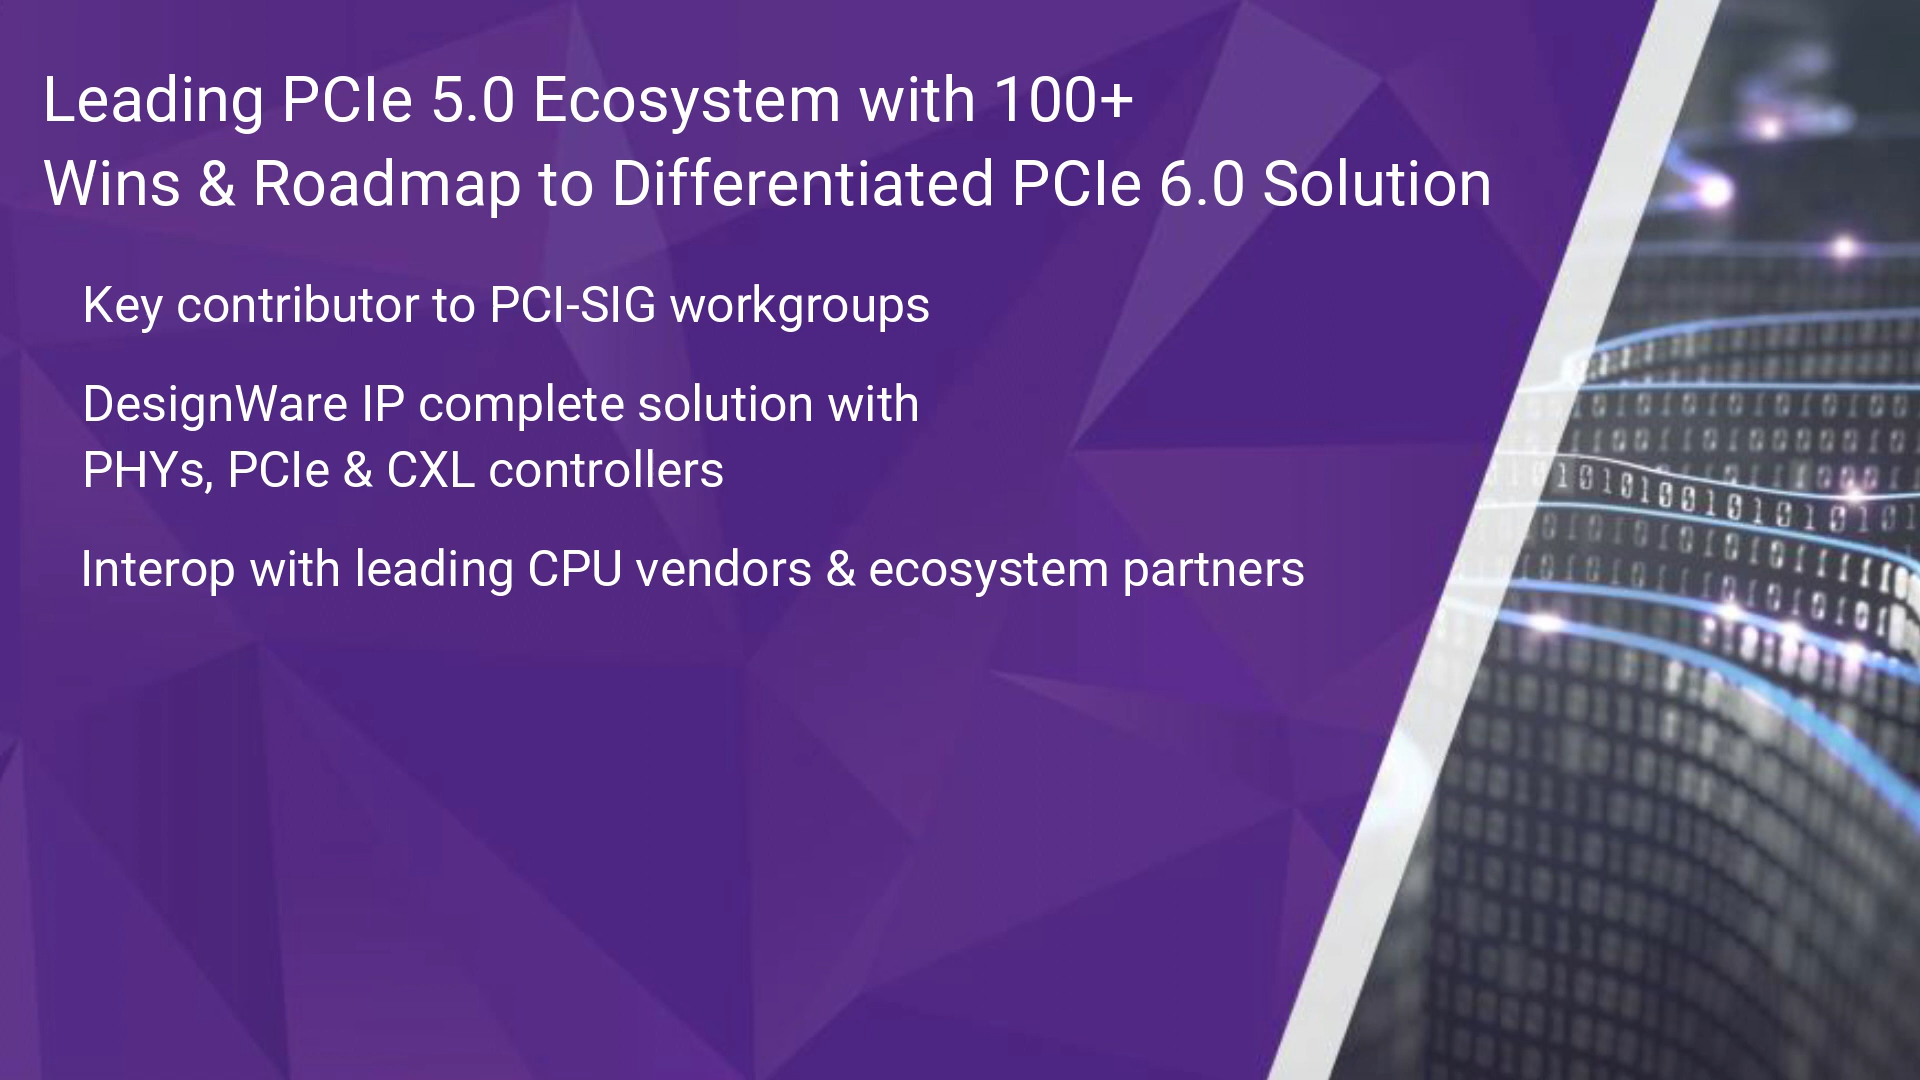 Leading PCIe 5.0 Ecosystem with 100+
Wins & Roadmap to Differentiated PCIe 6.0 Solution
Key contributor to PCI-SIG workgroups
DesignWare IP complete solution with
PHYs, PCIe & CXL controllers
Interop with leading CPU vendors & ecosystem partners